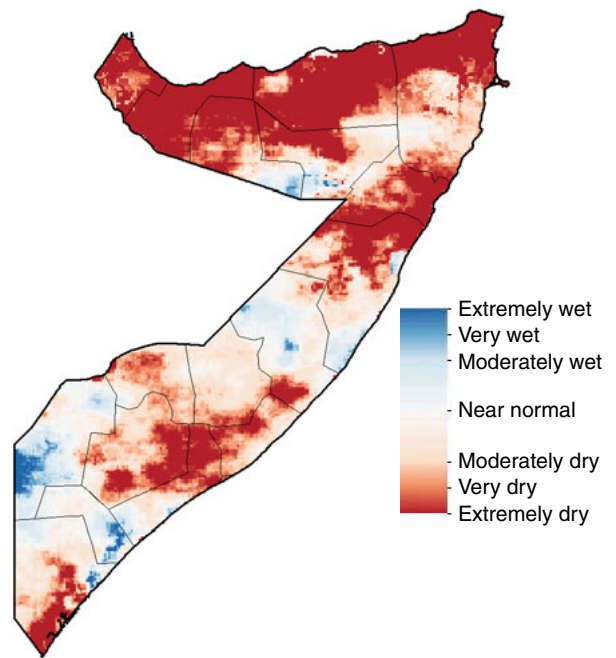 Extremely wet
Very wet
Moderately wet
Near normal
Moderately dry
Very dry
Extremely dry